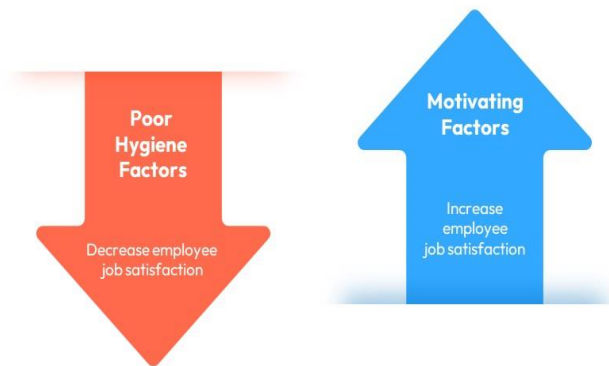 Poor
Hygiene
Factors
Decrease employee
job satisfaction
Motivating
Factors
Increase
employee
job satisfaction